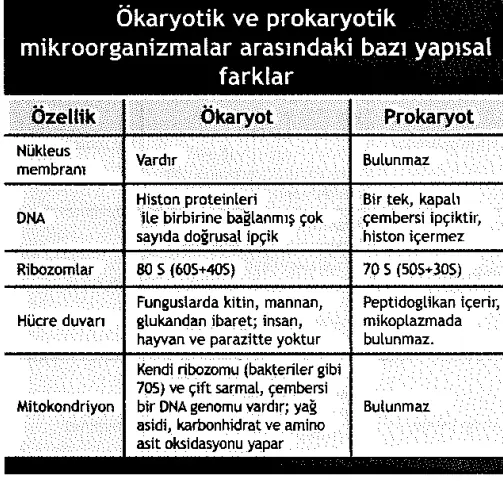 Ökaryotik ve prokaryotik
mikroorganizmalar arasındaki bazı yapısal
farklar
Özellik
Ökaryot
Prokaryot
Nükleus
membranı
Vardır
Bulunmaz
DNA
Histon proteinleri
ile birbirine bağlanmış çok
sayıda doğrusal ipçik
Bir tek, kapalı
çembersi ipçiktir,
histon içermez
Ribozomlar
80 S (60S+40S)
70 S (50S+30S)
Hücre duvarı
Funguslarda kitin, mannan,
glukandan ibaret; insan,
hayvan ve parazitte yoktur
Peptidoglikan içerir,
mikoplazmada
bulunmaz.
Mitokondriyon
Kendi ribozomu (bakteriler gibi
70S) ve çift sarmal, çembersi
bir DNA genomu vardır; yağ
asidi, karbonhidrat ve amino
asit oksidasyonu yapar
Bulunmaz